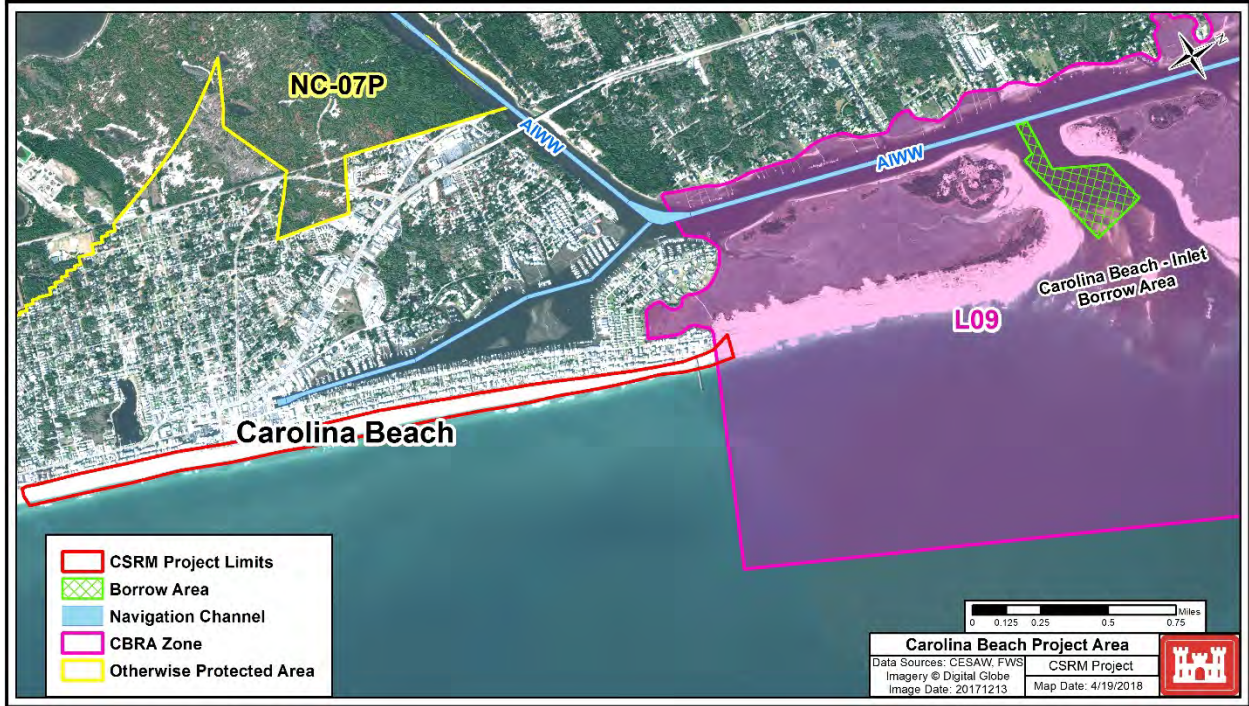 NC-07P
AIWW
AIWW
N
Carolina Beach - Inlet
Borrow Area
L09
Carolina Beach
CSRM Project Limits
Borrow Area
Navigation Channel
CBRA Zone
Otherwise Protected Area
Miles
0 0.125 0.25 0.5 0.75
Carolina Beach Project Area
Data Sources: CESAW, FWS
Imagery © Digital Globe
Image Date: 20171213
CSRM Project
Map Date: 4/19/2018